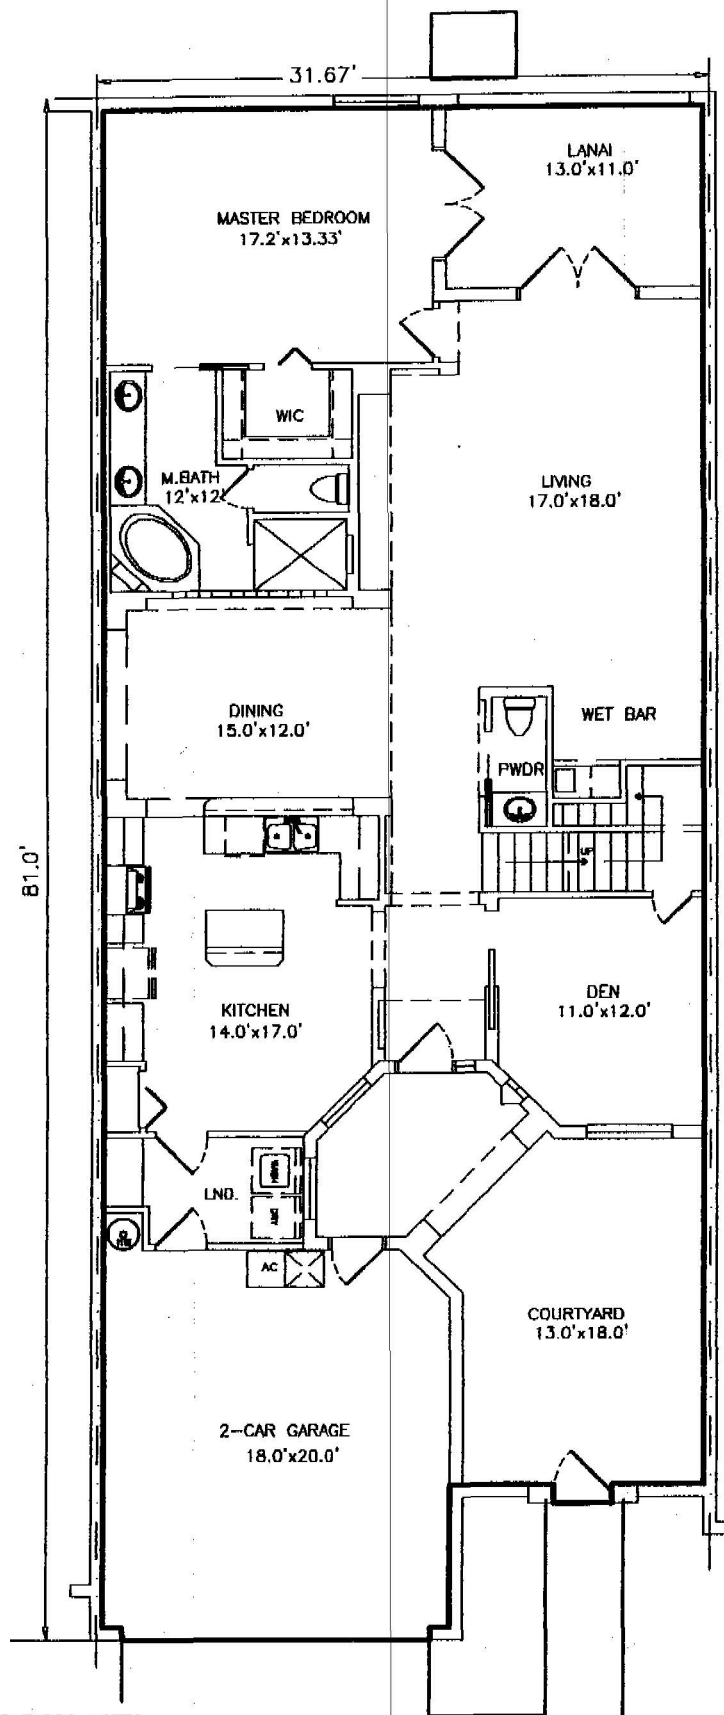 31.67'
LANAI
13.0'x11.0'
MASTER BEDROOM
17.2'x13.33'
WIC
M.BATH
12'x12'
LIVING
17.0'x18.0'
DINING
15.0'x12.0'
WET BAR
PWDR
81.0'
UP
KITCHEN
14.0'x17.0'
DEN
11.0'x12.0'
LND.
WASH
DRY
AC
COURTYARD
13.0'x18.0'
2-CAR GARAGE
18.0'x20.0'